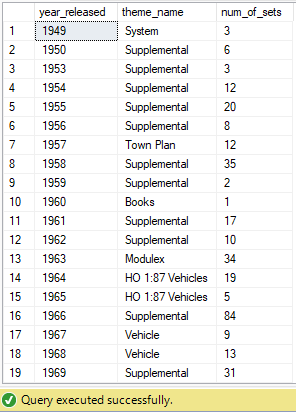 year_released theme_name num_of_sets
1 1949 System 3
2 1950 Supplemental 6
3 1953 Supplemental 3
4 1954 Supplemental 12
5 1955 Supplemental 20
6 1956 Supplemental 8
7 1957 Town Plan 12
8 1958 Supplemental 35
9 1959 Supplemental 2
10 1960 Books 1
11 1961 Supplemental 17
12 1962 Supplemental 10
13 1963 Modulex 34
14 1964 HO 1:87 Vehicles 19
15 1965 HO 1:87 Vehicles 5
16 1966 Supplemental 84
17 1967 Vehicle 9
18 1968 Vehicle 13
19 1969 Supplemental 31
Query executed successfully.